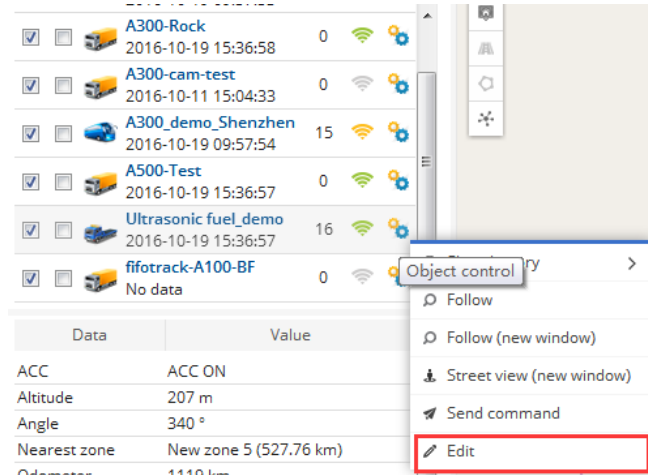 A300-Rock
2016-10-19 15:36:58
0
A300-cam-test
2016-10-11 15:04:33
0
A300_demo_Shenzhen
2016-10-19 09:57:54
15
A500-Test
2016-10-19 15:36:57
0
Ultrasonic fuel_demo
2016-10-19 15:36:57
16
fifotrack-A100-BF
No data
0
Object control
Follow
Follow (new window)
Street view (new window)
Send command
Edit
Data Value
ACC ACC ON
Altitude 207 m
Angle 340 °
Nearest zone New zone 5 (527.76 km)
Odometer 1119 km